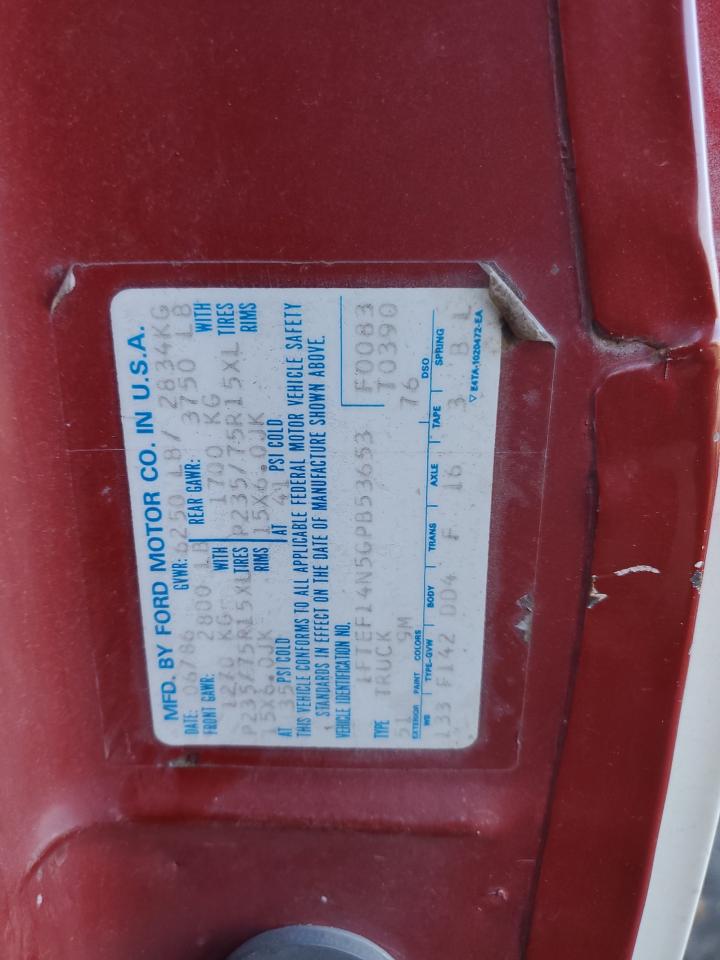 MFD. BY FORD MOTOR CO. IN U.S.A.
DATE: 06/86 GVWR: 6250 LB/ 2834KG
FRONT GAWR: 2800 LB REAR GAWR: 3750 LB
1270 KG WITH 1700 KG WITH
P235/75R15XL TIRES P235/75R15XL TIRES
15X6.0JK RIMS 15X6.0JK RIMS
AT 35 PSI COLD AT 41 PSI COLD
THIS VEHICLE CONFORMS TO ALL APPLICABLE FEDERAL MOTOR VEHICLE SAFETY
STANDARDS IN EFFECT ON THE DATE OF MANUFACTURE SHOWN ABOVE.
VEHICLE IDENTIFICATION NO.
1FTEF14N5GPB53653 F0083
TYPE TRUCK T0390
51 9M 76
EXTERIOR PAINT COLORS DSO
WB TYPE-GVW BODY TRANS AXLE TAPE SPRING
133 F142 DD4 F 16 3 B L
▽ E4TA-1020472-EA